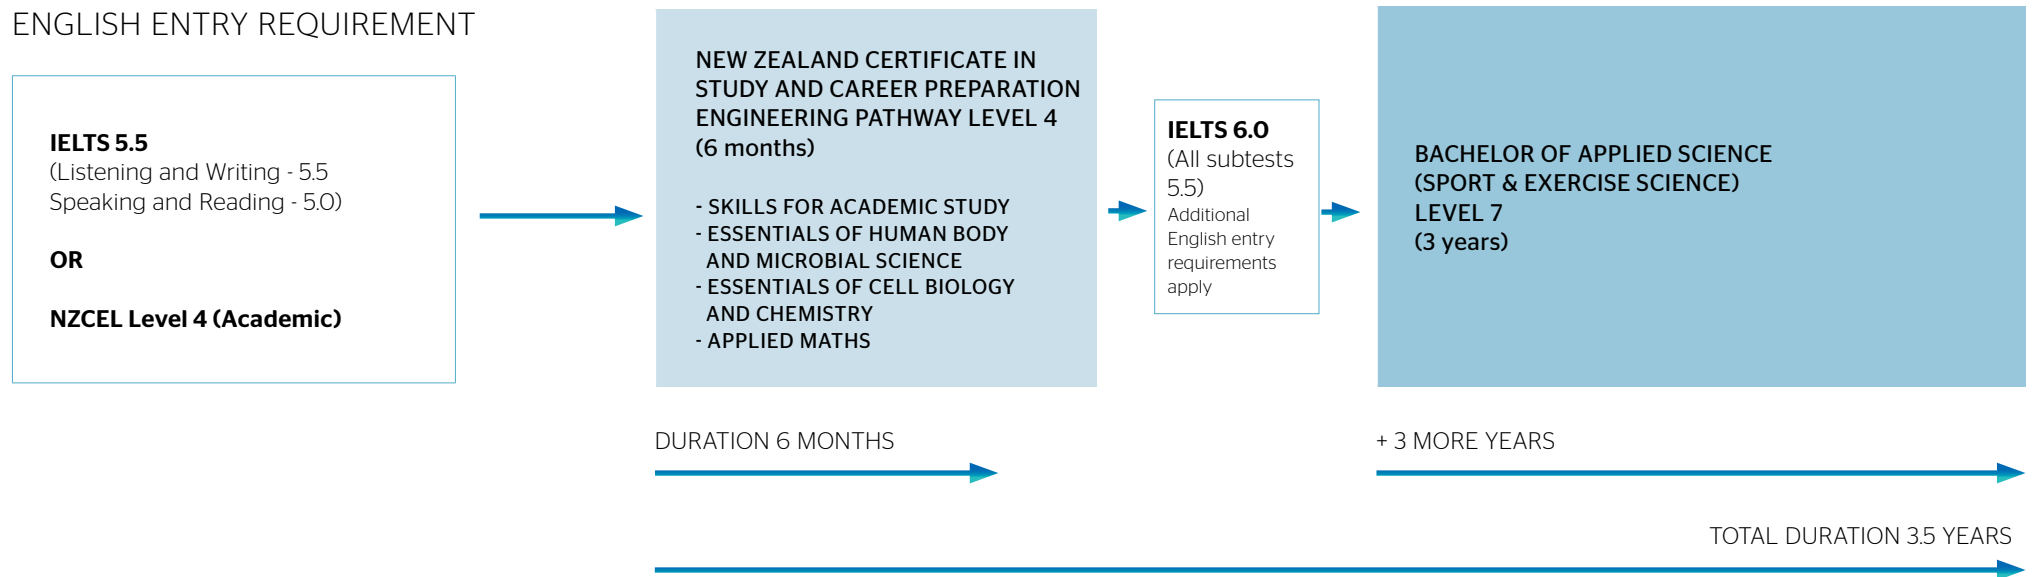 ENGLISH ENTRY REQUIREMENT
IELTS 5.5
(Listening and Writing - 5.5
Speaking and Reading - 5.0)
OR
NZCEL Level 4 (Academic)
NEW ZEALAND CERTIFICATE IN
STUDY AND CAREER PREPARATION
ENGINEERING PATHWAY LEVEL 4
(6 months)
- SKILLS FOR ACADEMIC STUDY
- ESSENTIALS OF HUMAN BODY
AND MICROBIAL SCIENCE
- ESSENTIALS OF CELL BIOLOGY
AND CHEMISTRY
- APPLIED MATHS
IELTS 6.0
(All subtests
5.5)
Additional
English entry
requirements
apply
BACHELOR OF APPLIED SCIENCE
(SPORT & EXERCISE SCIENCE)
LEVEL 7
(3 years)
DURATION 6 MONTHS
+ 3 MORE YEARS
TOTAL DURATION 3.5 YEARS